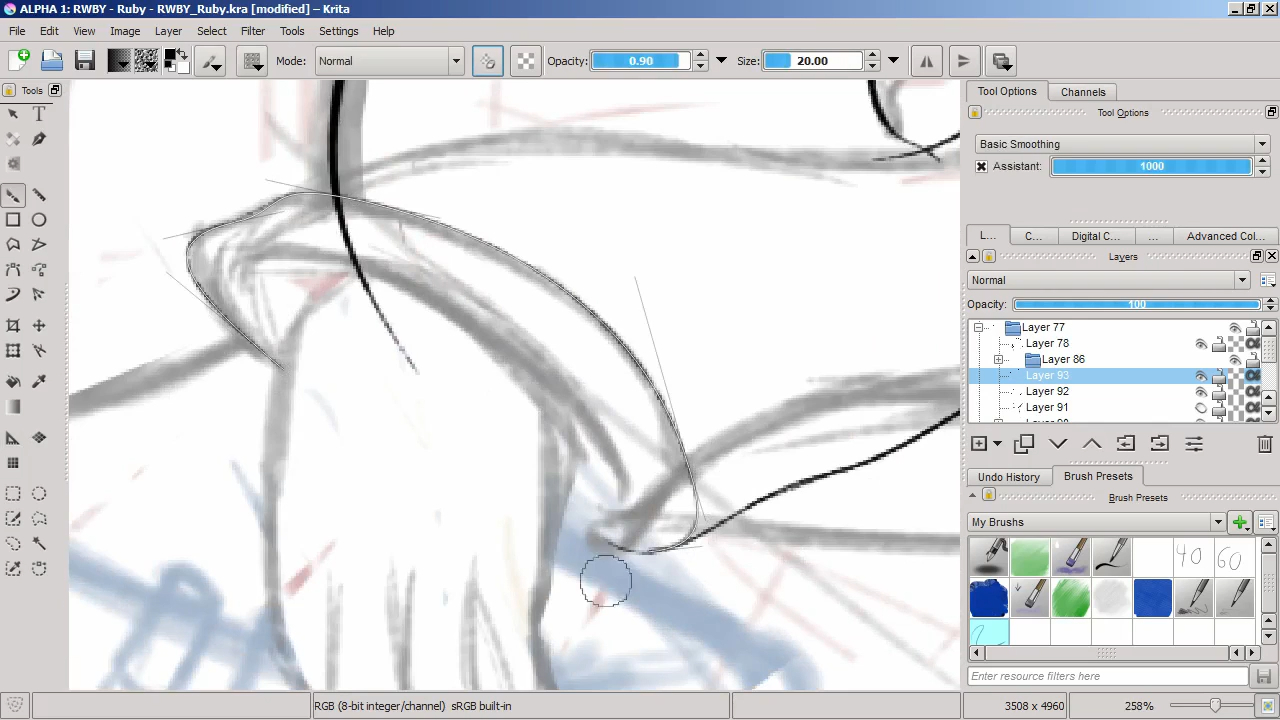 ALPHA 1: RWBY - Ruby - RWBY_Ruby.kra [modified] - Krita
File Edit View Image Layer Select Filter Tools Settings Help
Mode: Normal Opacity: 0.90 Size: 20.00
Tools
T
Tool Options Channels
Tool Options
Basic Smoothing
Assistant: 1000
L... C... Digital C... ... Advanced Col...
Layers
Normal
Opacity: 100
Layer 77
Layer 78
Layer 86
Layer 93
Layer 92
Layer 91
Undo History Brush Presets
Brush Presets
My Brushes
40 60
Enter resource filters here
RGB (8-bit integer/channel) sRGB built-in 3508 x 4960 258%